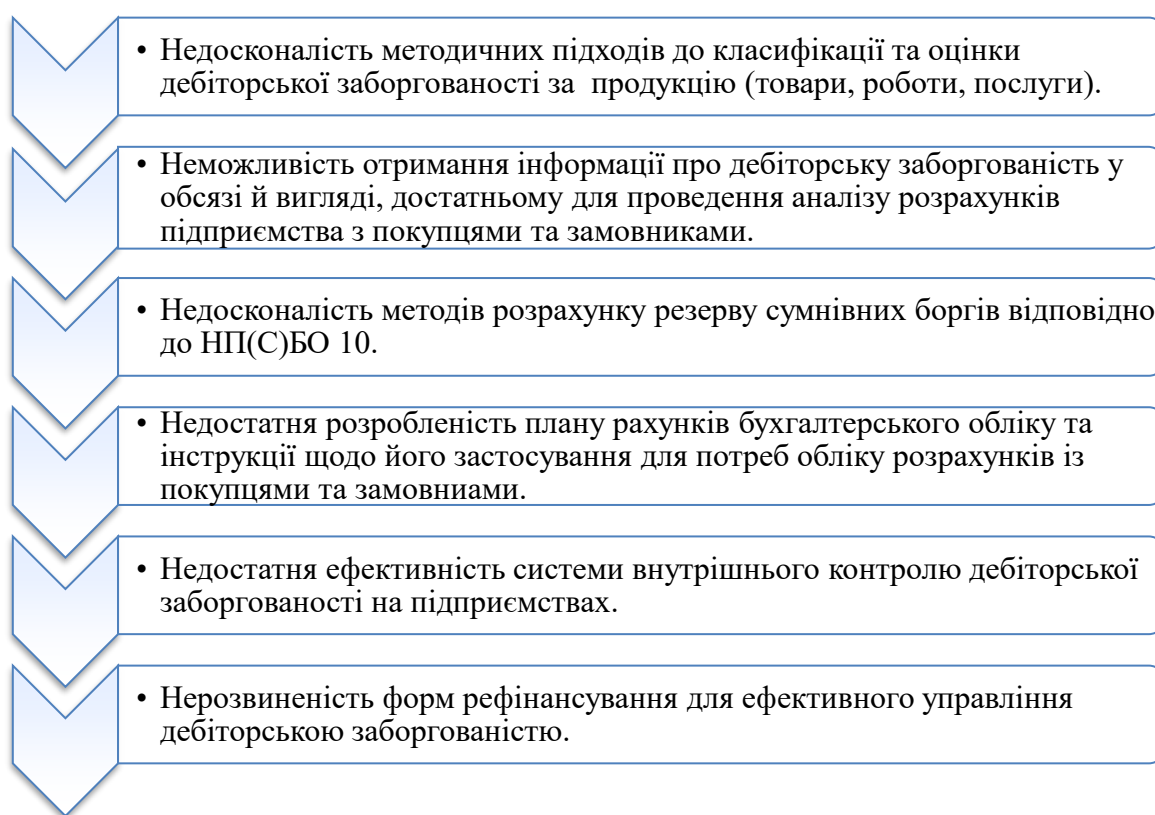 • Недосконалість методичних підходів до класифікації та оцінки
дебіторської заборгованості за продукцію (товари, роботи, послуги).
• Неможливість отримання інформації про дебіторську заборгованість у
обсязі й вигляді, достатньому для проведення аналізу розрахунків
підприємства з покупцями та замовниками.
• Недосконалість методів розрахунку резерву сумнівних боргів відповідно
до НП(С)БО 10.
• Недостатня розробленість плану рахунків бухгалтерського обліку та
інструкції щодо його застосування для потреб обліку розрахунків із
покупцями та замовниами.
• Недостатня ефективність системи внутрішнього контролю дебіторської
заборгованості на підприємствах.
• Нерозвиненість форм рефінансування для ефективного управління
дебіторською заборгованістю.